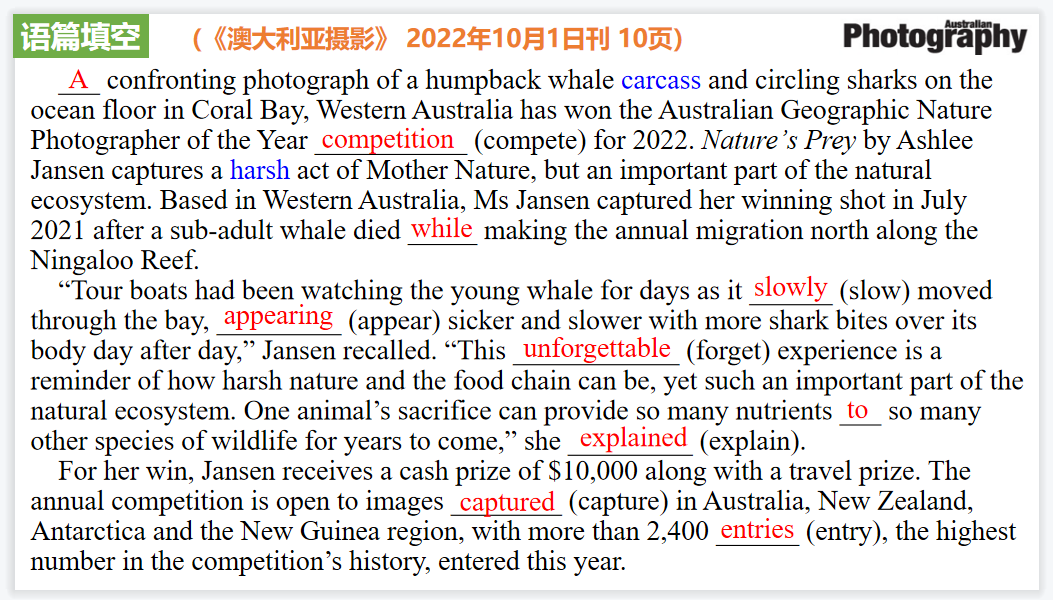 语篇填空 (《澳大利亚摄影》 2022年10月1日刊 10页) Australian Photography
A confronting photograph of a humpback whale carcass and circling sharks on the
ocean floor in Coral Bay, Western Australia has won the Australian Geographic Nature
Photographer of the Year competition (compete) for 2022. Nature's Prey by Ashlee
Jansen captures a harsh act of Mother Nature, but an important part of the natural
ecosystem. Based in Western Australia, Ms Jansen captured her winning shot in July
2021 after a sub-adult whale died while making the annual migration north along the
Ningaloo Reef.
“Tour boats had been watching the young whale for days as it slowly (slow) moved
through the bay, appearing (appear) sicker and slower with more shark bites over its
body day after day,” Jansen recalled. “This unforgettable (forget) experience is a
reminder of how harsh nature and the food chain can be, yet such an important part of the
natural ecosystem. One animal's sacrifice can provide so many nutrients to so many
other species of wildlife for years to come,” she explained (explain).
For her win, Jansen receives a cash prize of $10,000 along with a travel prize. The
annual competition is open to images captured (capture) in Australia, New Zealand,
Antarctica and the New Guinea region, with more than 2,400 entries (entry), the highest
number in the competition's history, entered this year.